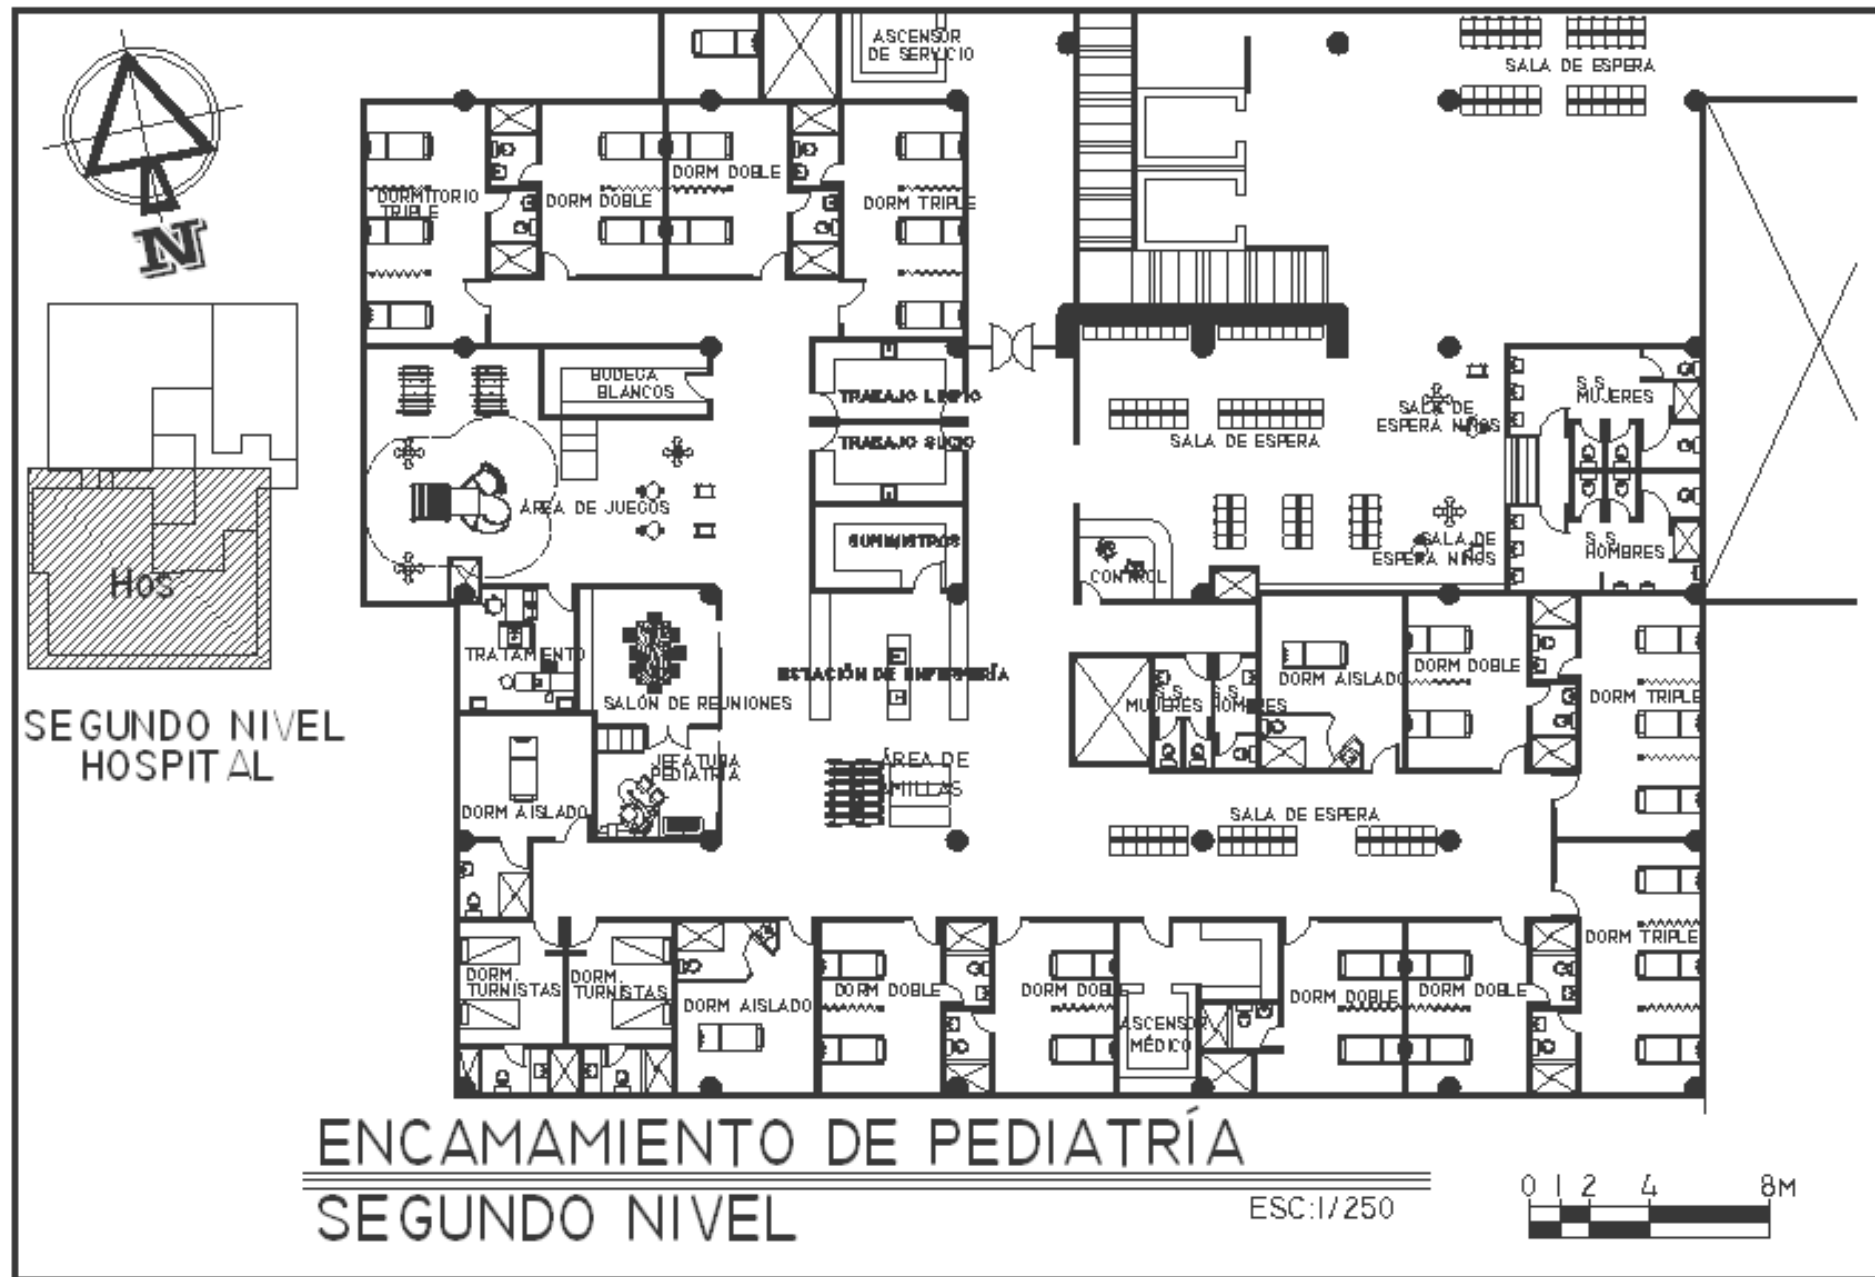 ASCENSOR
DE SERVICIO
SALA DE ESPERA
N
DORMITORIO
TRIPLE
DORM DOBLE
DORM DOBLE
DORM TRIPLE
BODEGA
BLANCOS
TRABAJO LIMPIO
TRABAJO SUCIO
SALA DE ESPERA
SALA DE
ESPERA NIÑOS
S.S.
MUJERES
ÁREA DE JUEGOS
SUMINISTROS
CONTROL
SALA DE
ESPERA NIÑOS
S.S.
HOMBRES
HOS
SEGUNDO NIVEL
HOSPITAL
TRATAMIENTO
SALÓN DE REUNIONES
ESTACIÓN DE ENFERMERÍA
S.S.
MUJERES
S.S.
HOMBRES
DORM AISLADO
DORM DOBLE
DORM TRIPLE
JEFATURA
PEDIATRÍA
ÁREA DE
CAMILLAS
DORM AISLADO
SALA DE ESPERA
DORM.
TURNISTAS
DORM.
TURNISTAS
DORM AISLADO
DORM DOBLE
DORM DOBLE
ASCENSOR
MÉDICO
DORM DOBLE
DORM DOBLE
DORM TRIPLE
ENCAMAMIENTO DE PEDIATRÍA
SEGUNDO NIVEL
ESC:1/250
0 1 2 4 8M